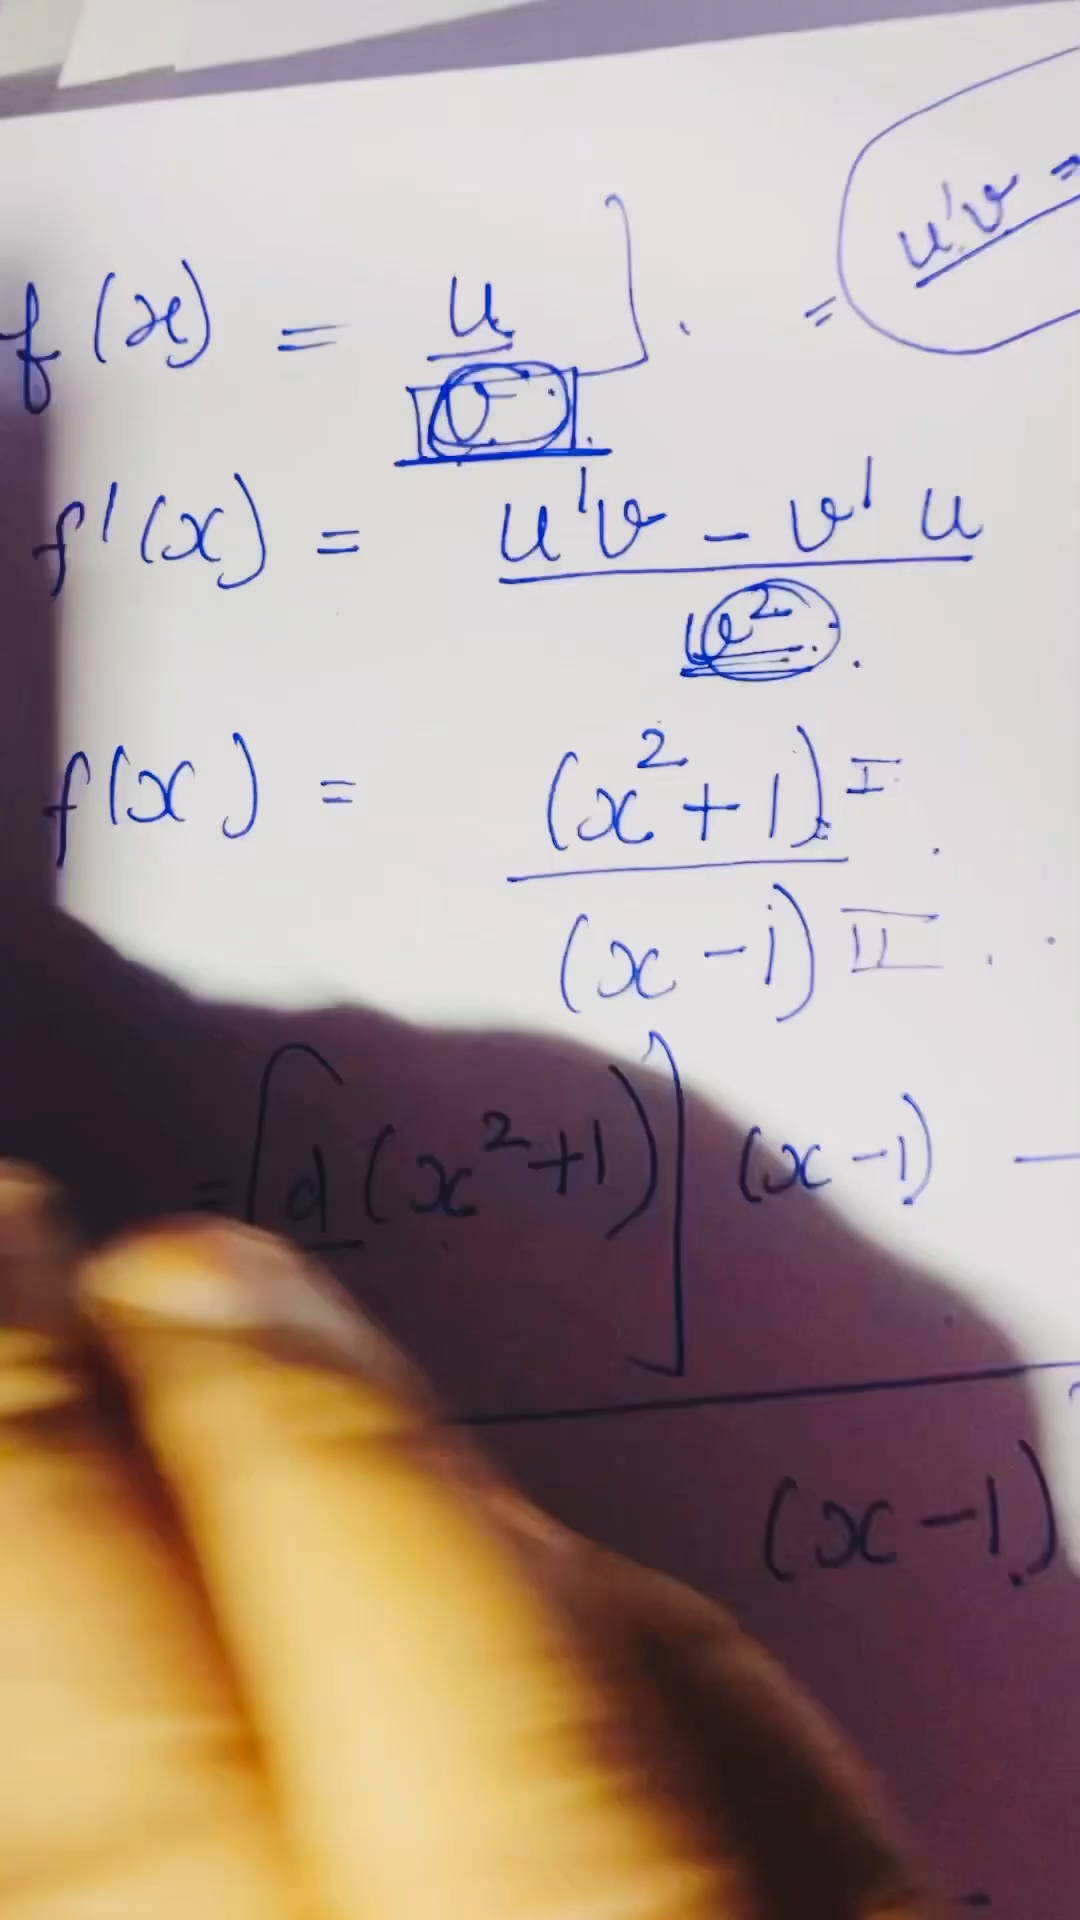 f(x) = u/v . = u'v =
f'(x) = u'v - v'u / v² .
f(x) = (x²+1) I / (x-1) II .
= [d (x²+1)] (x-1) —
(x-1)